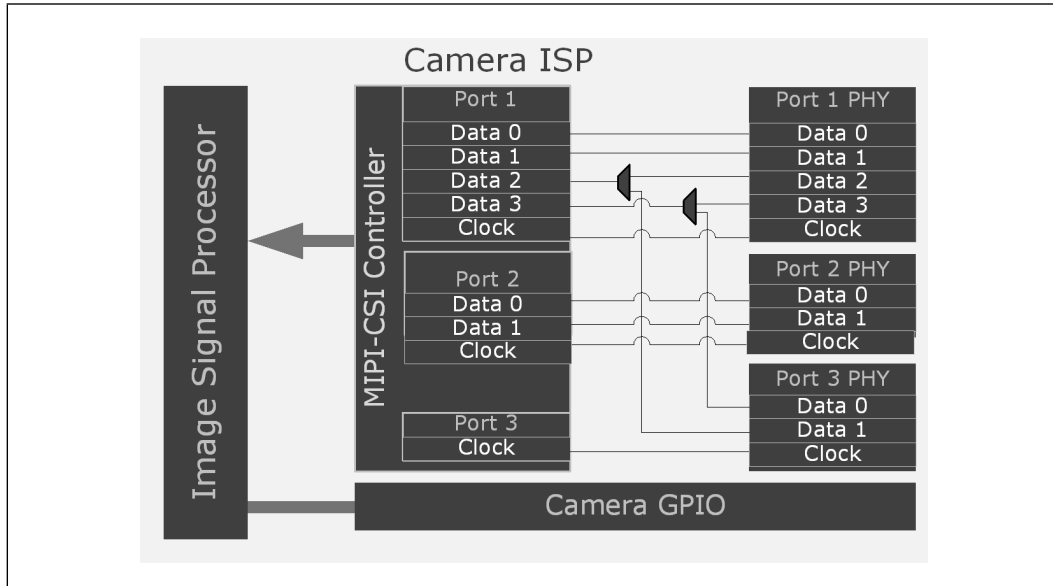 Camera ISP
Image Signal Processor
MIPI-CSI Controller
Port 1
Data 0
Data 1
Data 2
Data 3
Clock
Port 2
Data 0
Data 1
Clock
Port 3
Clock
Port 1 PHY
Data 0
Data 1
Data 2
Data 3
Clock
Port 2 PHY
Data 0
Data 1
Clock
Port 3 PHY
Data 0
Data 1
Clock
Camera GPIO